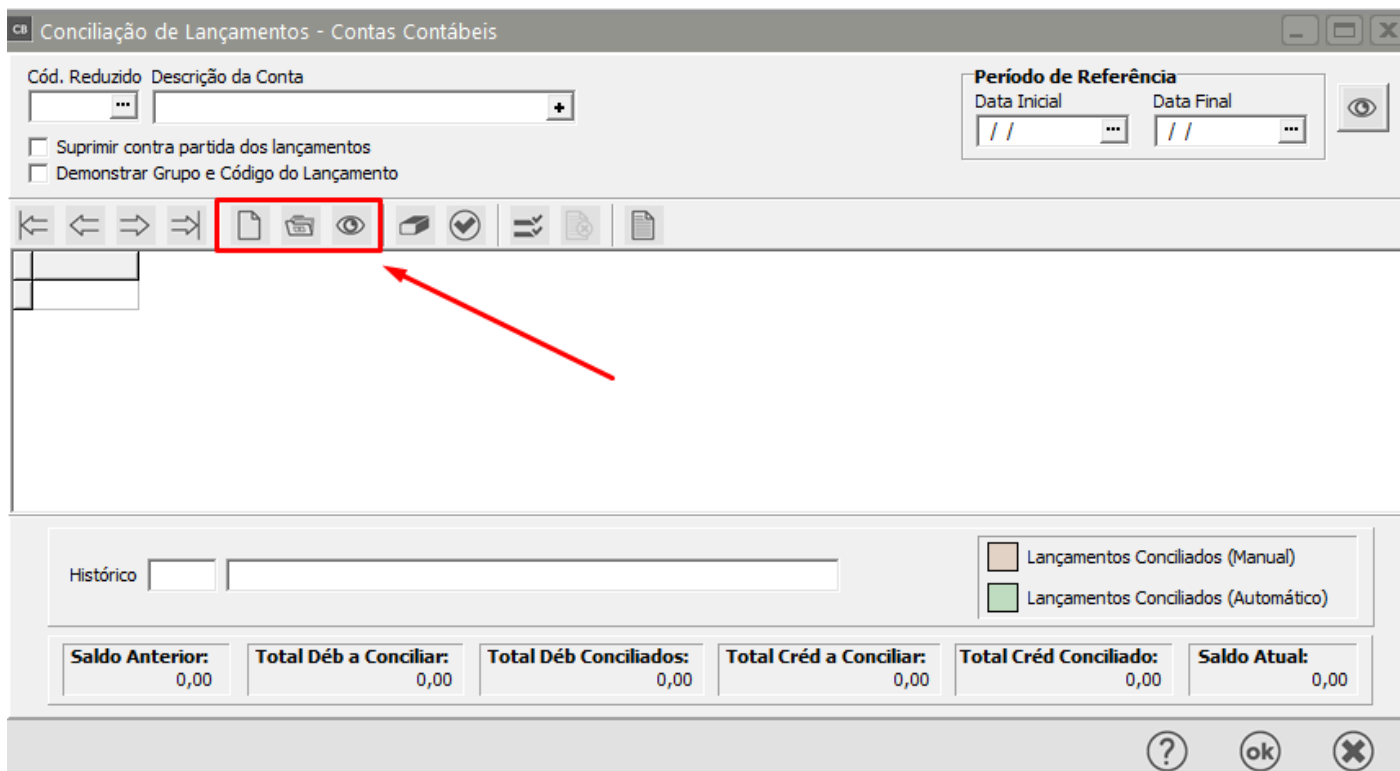 CB Conciliação de Lançamentos - Contas Contábeis
Cód. Reduzido Descrição da Conta
Período de Referência
Data Inicial Data Final
/ / ... / / ...
... +
Suprimir contra partida dos lançamentos
Demonstrar Grupo e Código do Lançamento
Histórico
Lançamentos Conciliados (Manual)
Lançamentos Conciliados (Automático)
Saldo Anterior: Total Déb a Conciliar: Total Déb Conciliados: Total Créd a Conciliar: Total Créd Conciliado: Saldo Atual:
0,00 0,00 0,00 0,00 0,00 0,00
? ok